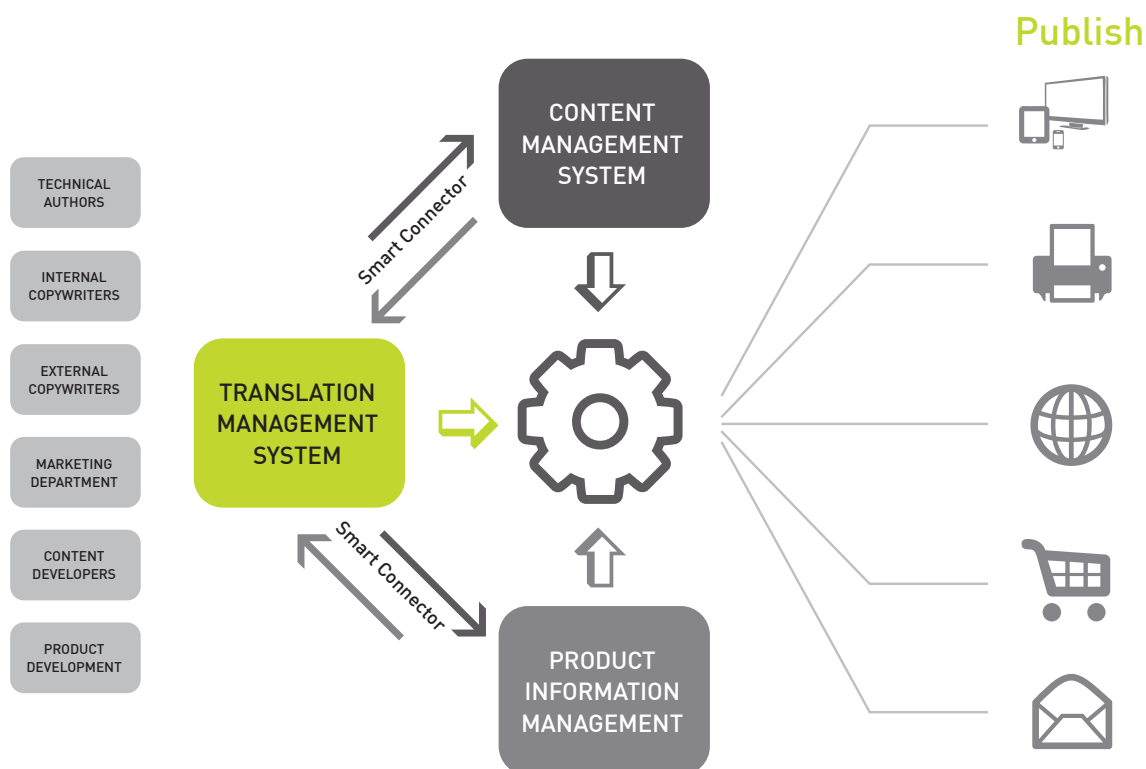 Publish
CONTENT
MANAGEMENT
SYSTEM
TECHNICAL
AUTHORS
INTERNAL
COPYWRITERS
EXTERNAL
COPYWRITERS
MARKETING
DEPARTMENT
CONTENT
DEVELOPERS
PRODUCT
DEVELOPMENT
Smart Connector
TRANSLATION
MANAGEMENT
SYSTEM
Smart Connector
PRODUCT
INFORMATION
MANAGEMENT